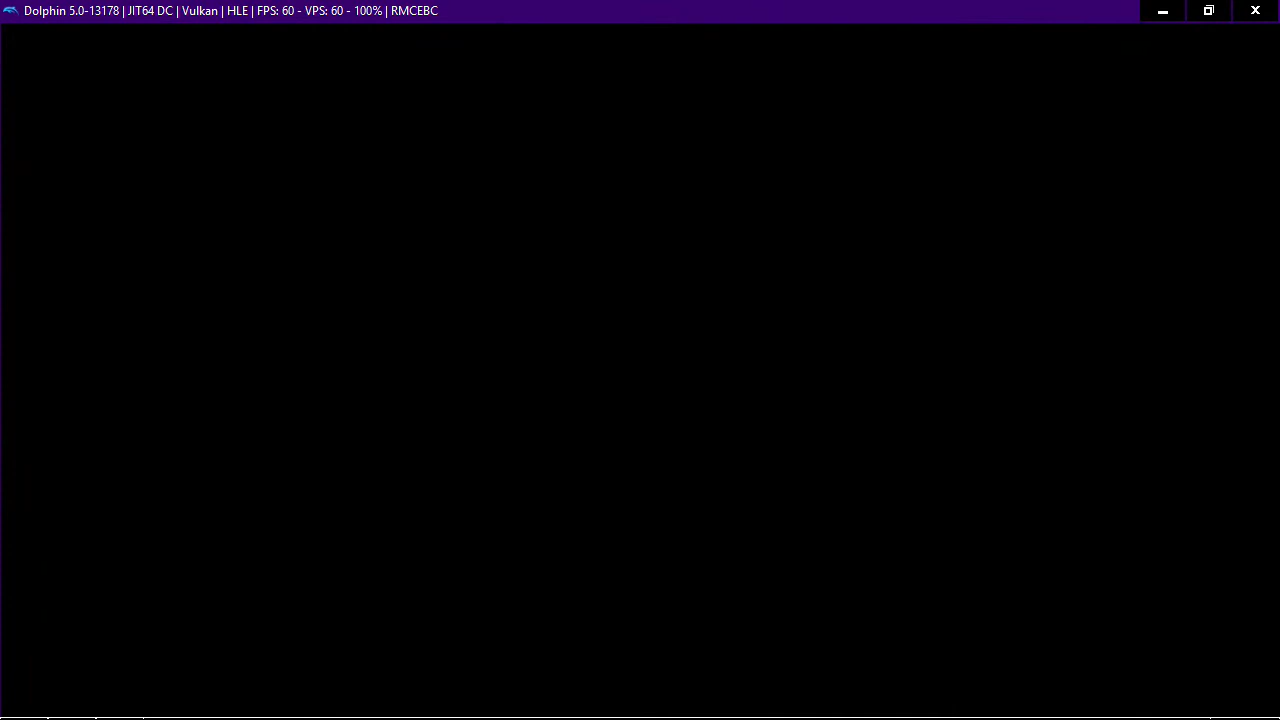 Dolphin 5.0-13178 | JIT64 DC | Vulkan | HLE | FPS: 60 - VPS: 60 - 100% | RMCEBC